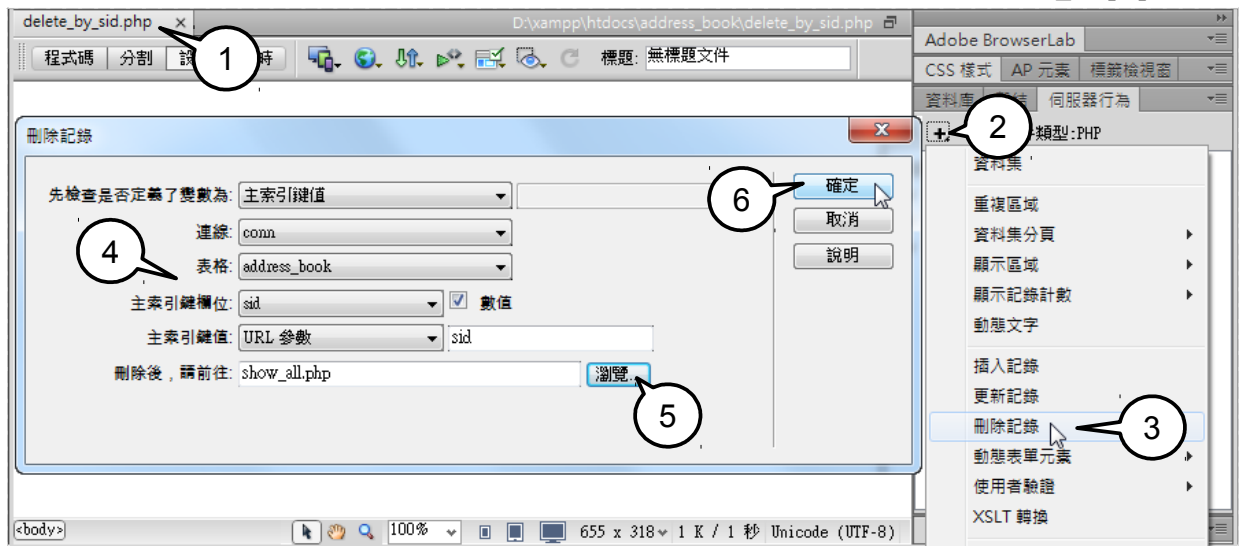 delete_by_sid.php ×
D:\xampp\htdocs\address_book\delete_by_sid.php
1
程式碼 分割 設 時 標題: 無標題文件
Adobe BrowserLab
CSS 樣式 AP 元素 標籤檢視窗
資料庫 結 伺服器行為
2
類型:PHP
資料集
重複區域
資料集分頁
顯示區域
顯示記錄計數
動態文字
插入記錄
更新記錄
刪除記錄
3
動態表單元素
使用者驗證
XSLT 轉換
刪除記錄
先檢查是否定義了變數為: 主索引鍵值
連線: conn
4
表格: address_book
主索引鍵欄位: sid 數值
主索引鍵值: URL 參數 sid
刪除後，請前往: show_all.php 瀏覽...
5
6
確定
取消
說明
<body> 100% 655 x 318 1 K / 1 秒 Unicode (UTF-8)